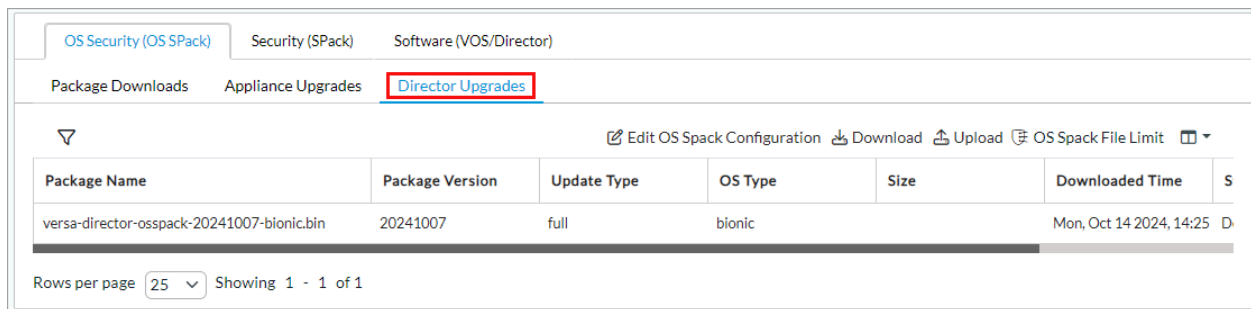 OS Security (OS SPack) Security (SPack) Software (VOS/Director)
Package Downloads Appliance Upgrades Director Upgrades
Edit OS Spack Configuration Download Upload OS Spack File Limit
Package Name Package Version Update Type OS Type Size Downloaded Time
versa-director-osspack-20241007-bionic.bin 20241007 full bionic Mon, Oct 14 2024, 14:25
Rows per page 25 Showing 1 - 1 of 1